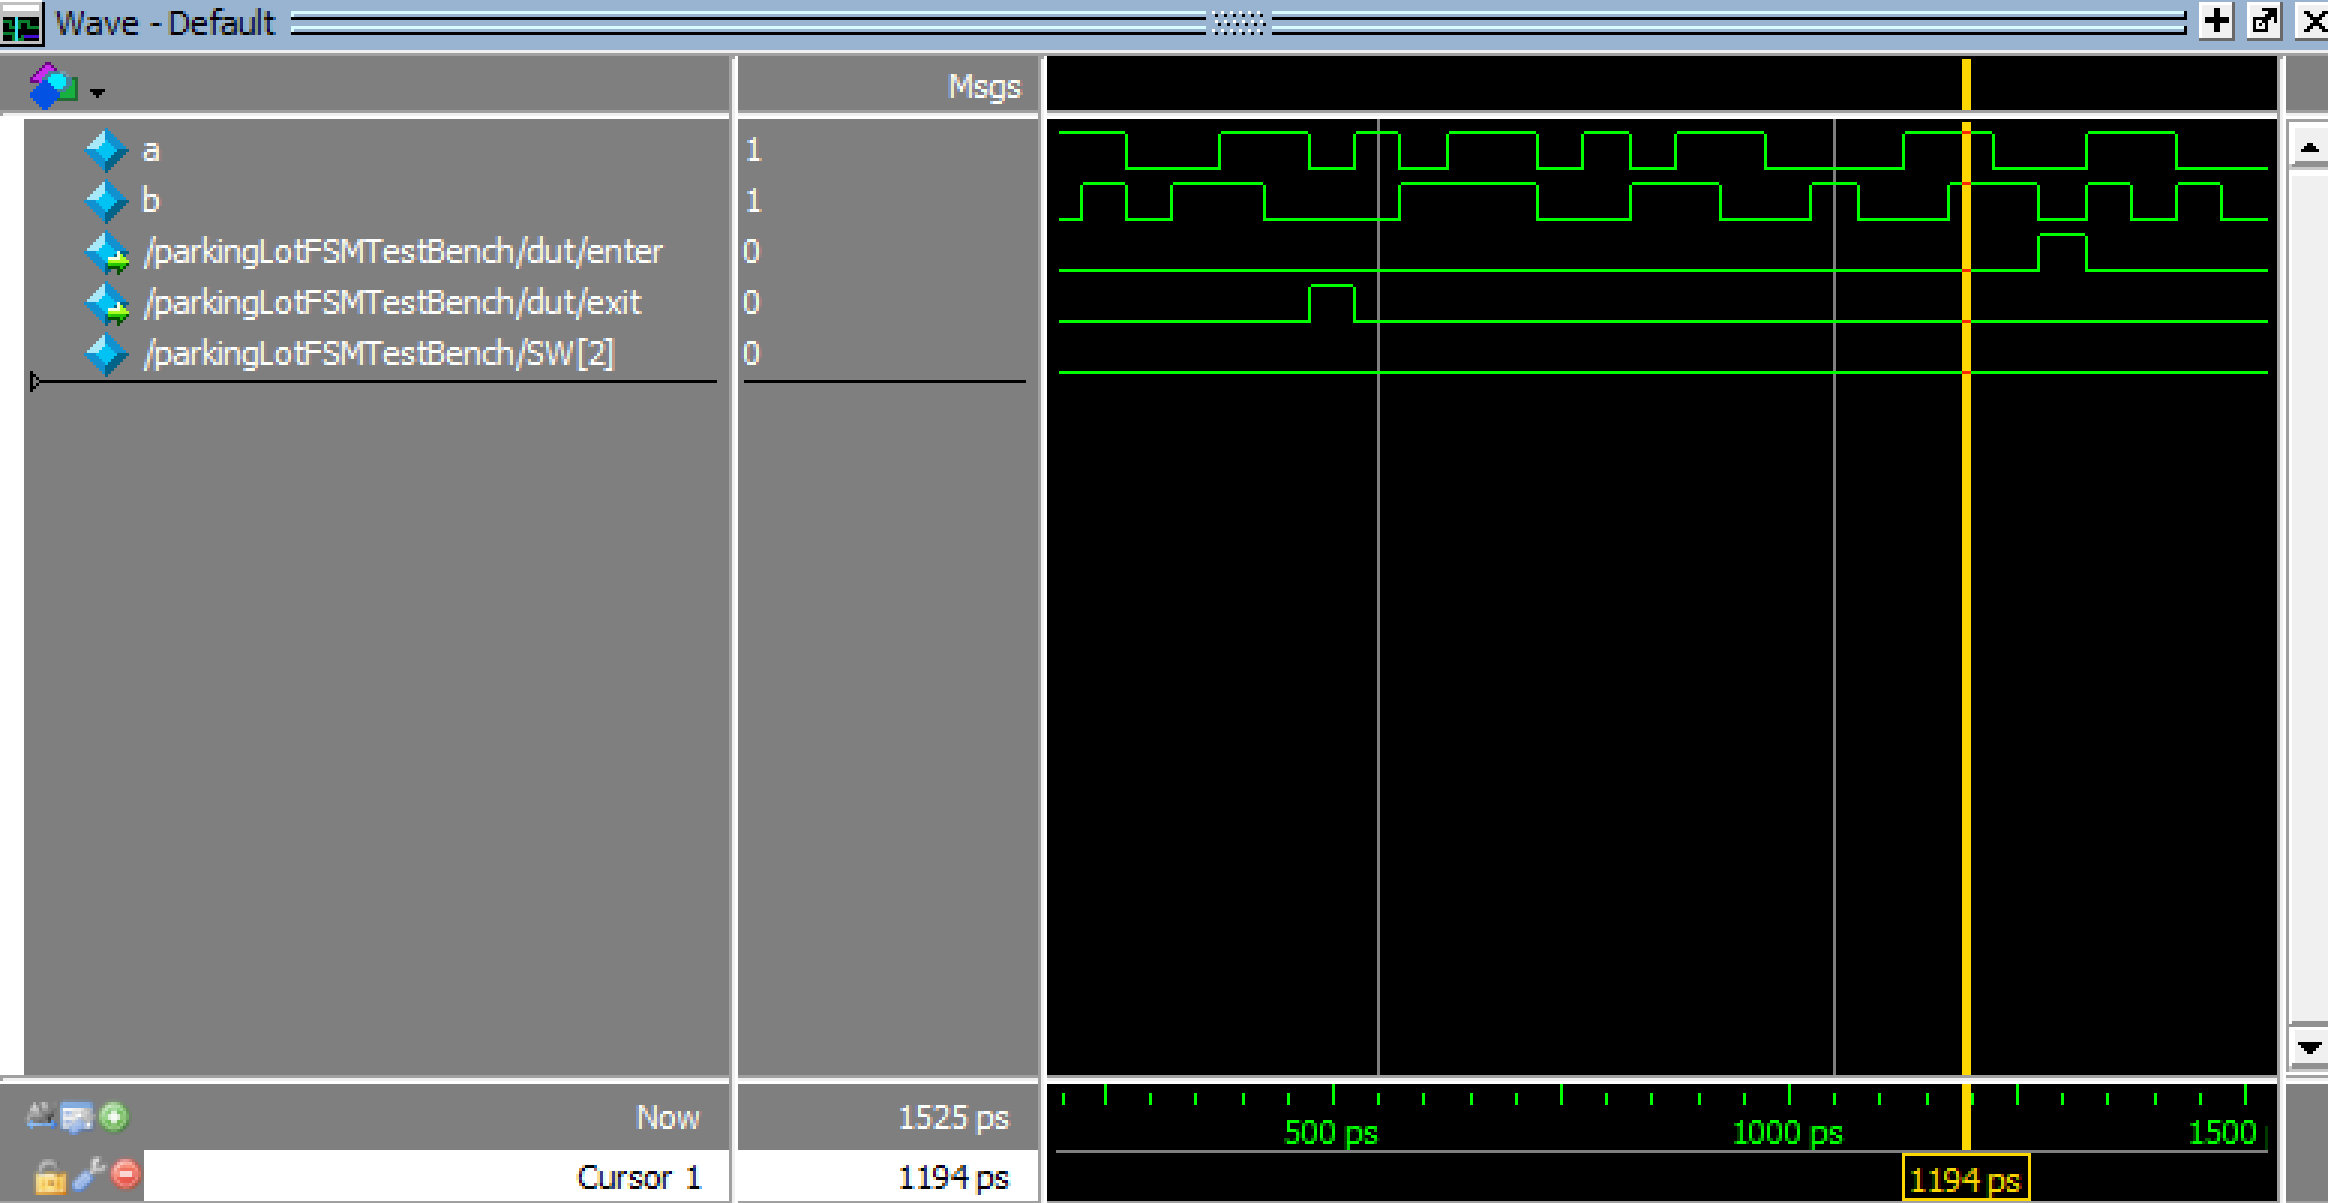 Wave - Default
Msgs
a 1
b 1
/parkingLotFSMTestBench/dut/enter 0
/parkingLotFSMTestBench/dut/exit 0
/parkingLotFSMTestBench/SW[2] 0
Now 1525 ps
500 ps 1000 ps 1500
Cursor 1 1194 ps 1194 ps